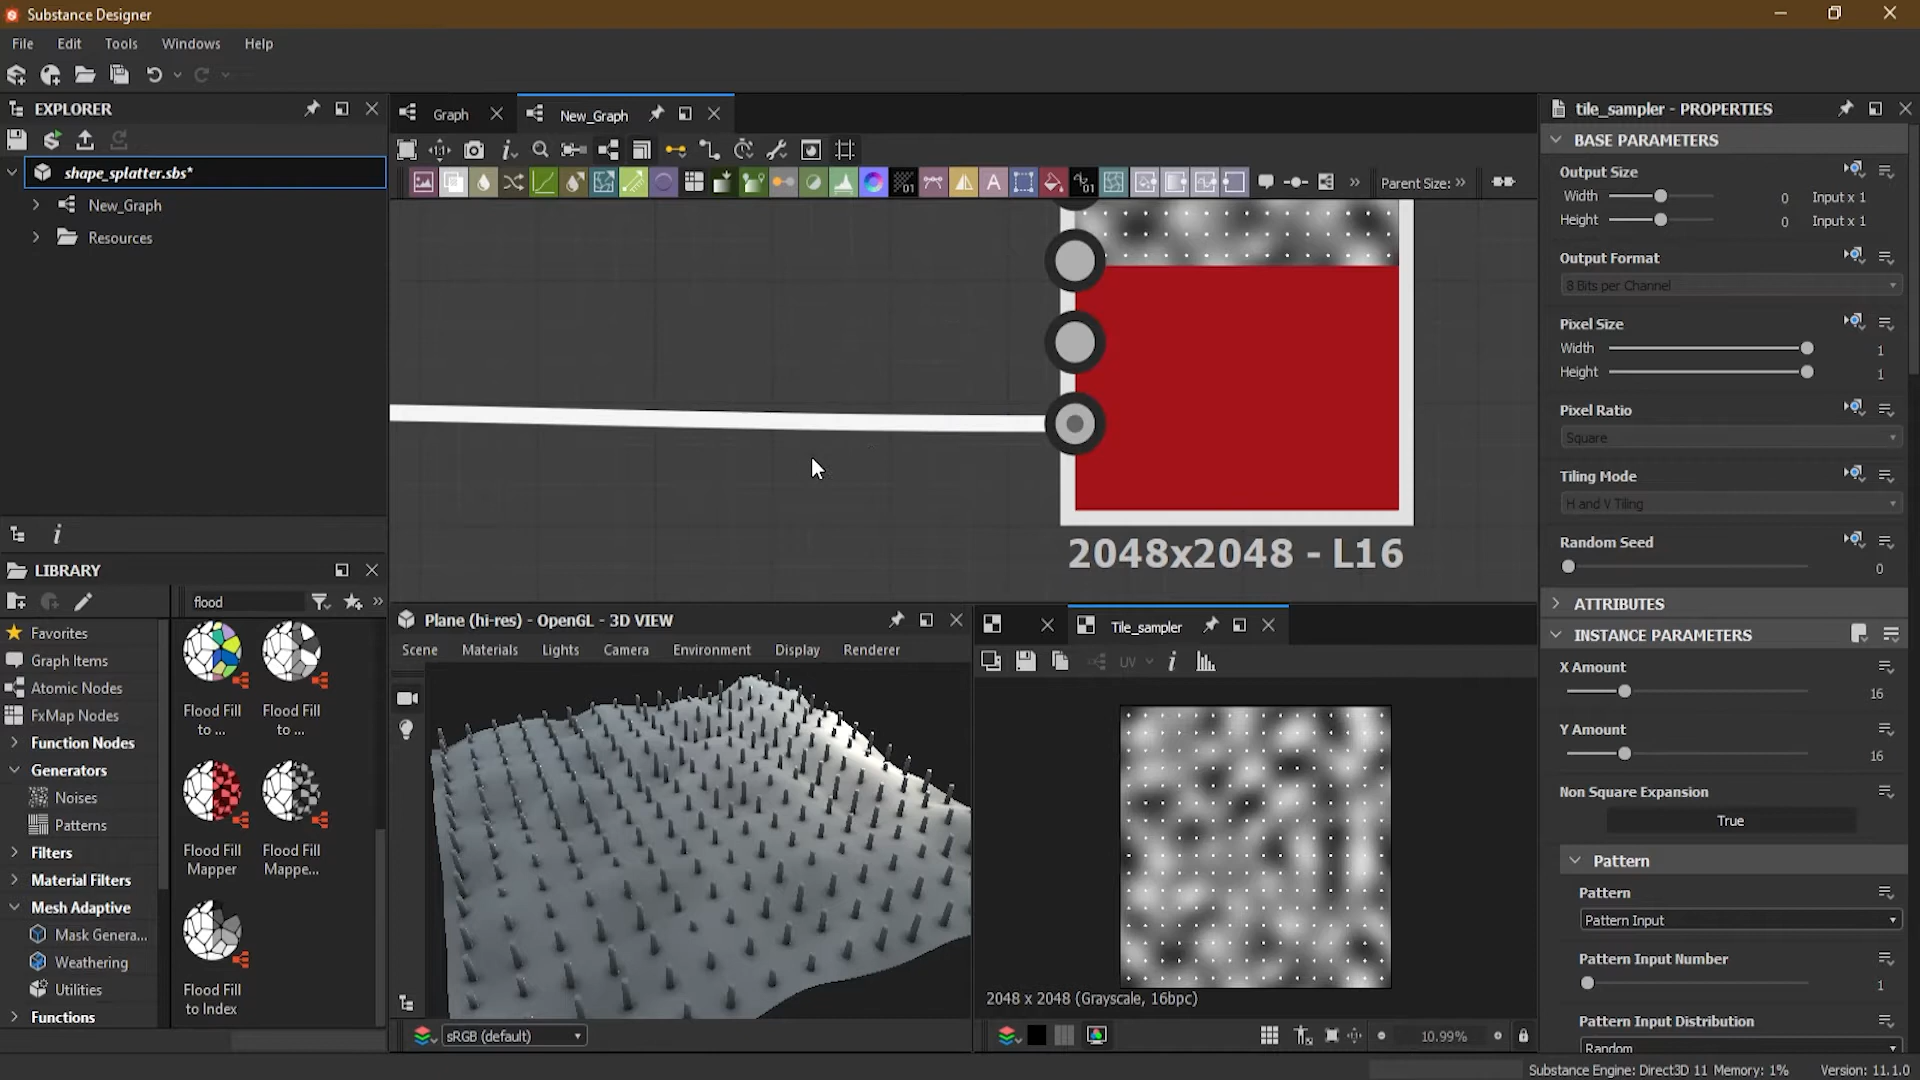 Substance Designer
File Edit Tools Windows Help
EXPLORER
shape_splatter.sbs*
New_Graph
Resources
LIBRARY
flood
Favorites
Graph Items
Atomic Nodes
FxMap Nodes
Function Nodes
Generators
Noises
Patterns
Filters
Material Filters
Mesh Adaptive
Mask Genera...
Weathering
Utilities
Functions
Flood Fill
to ...
Flood Fill
to ...
Flood Fill
Mapper
Flood Fill
Mappe...
Flood Fill
to Index
Graph
New_Graph
Parent Size:
2048x2048 - L16
Plane (hi-res) - OpenGL - 3D VIEW
Scene Materials Lights Camera Environment Display Renderer
sRGB (default)
Tile_sampler
UV
2048 x 2048 (Grayscale, 16bpc)
10.99%
tile_sampler - PROPERTIES
BASE PARAMETERS
Output Size
Width 0 Input x 1
Height 0 Input x 1
Output Format
8 Bits per Channel
Pixel Size
Width 1
Height 1
Pixel Ratio
Square
Tiling Mode
H and V Tiling
Random Seed
0
ATTRIBUTES
INSTANCE PARAMETERS
X Amount
16
Y Amount
16
Non Square Expansion
True
Pattern
Pattern
Pattern Input
Pattern Input Number
1
Pattern Input Distribution
Random
Substance Engine: Direct3D 11 Memory: 1% Version: 11.1.0